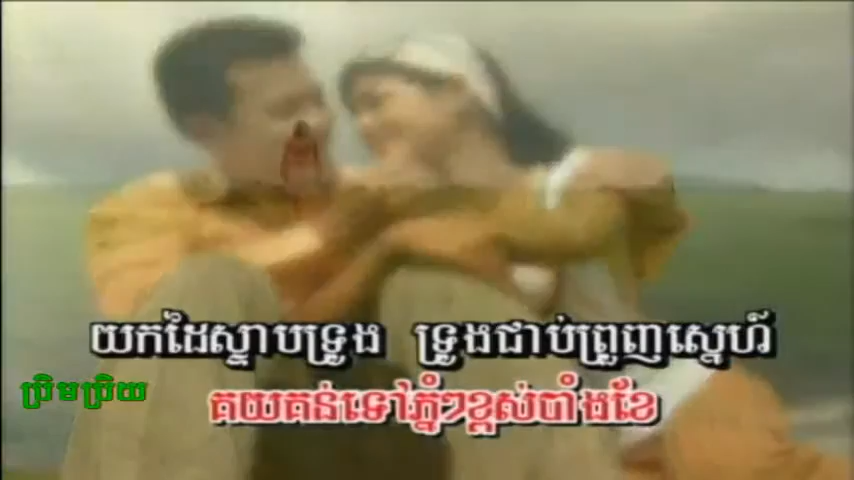 យកដៃស្ទាបទ្រូង ទ្រូងជាប់ព្រួញស្នេហ៍
ប្រិមប្រិយ
គយគន់ទៅភ្នំៗខ្ពស់បាំងខែ